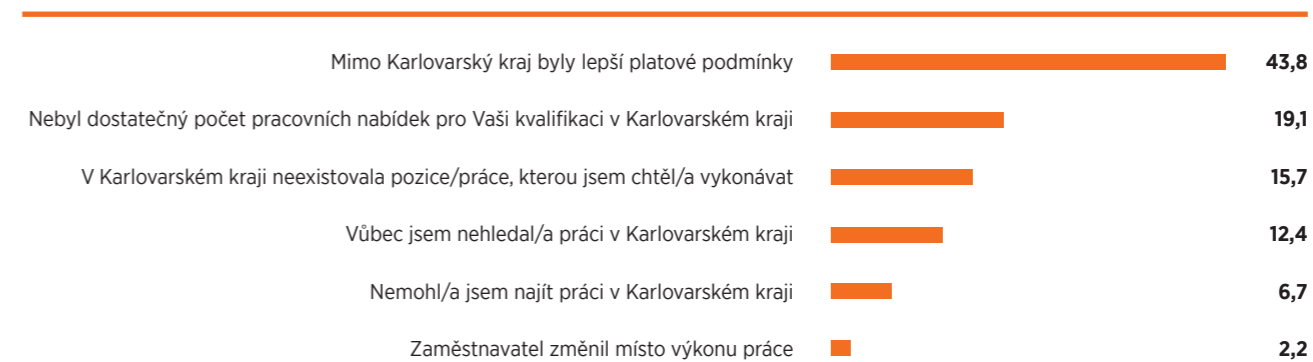 Mimo Karlovarský kraj byly lepší platové podmínky 43,8
Nebyl dostatečný počet pracovních nabídek pro Vaši kvalifikaci v Karlovarském kraji 19,1
V Karlovarském kraji neexistovala pozice/práce, kterou jsem chtěl/a vykonávat 15,7
Vůbec jsem nehledal/a práci v Karlovarském kraji 12,4
Nemohl/a jsem najít práci v Karlovarském kraji 6,7
Zaměstnavatel změnil místo výkonu práce 2,2